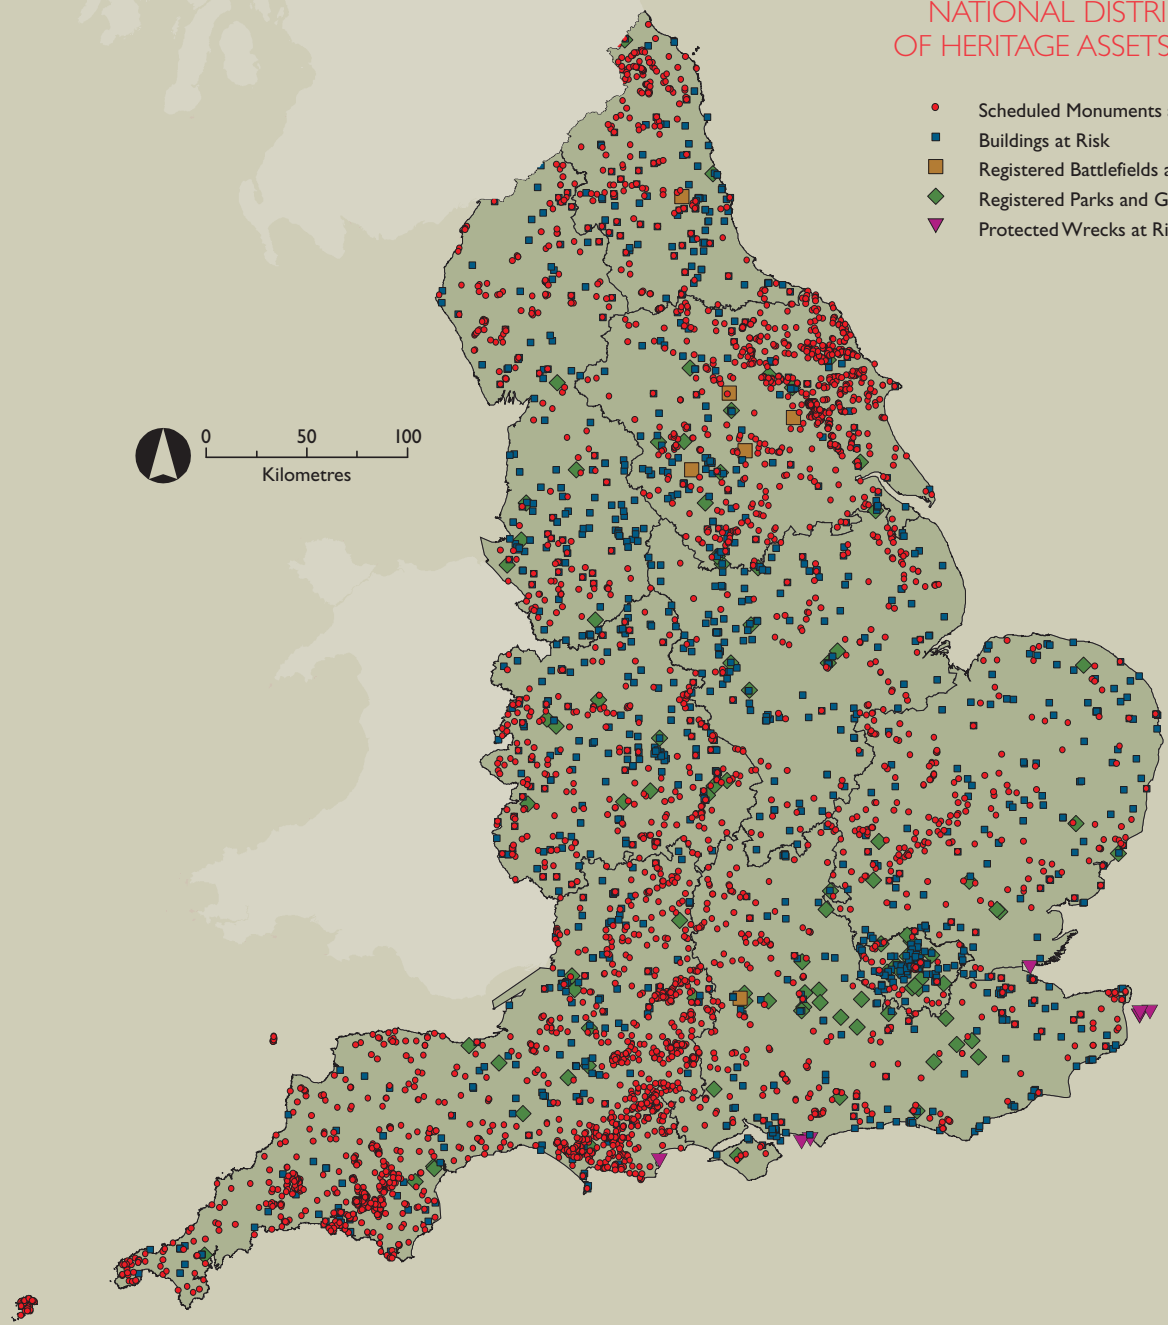 NATIONAL DISTRI
OF HERITAGE ASSETS
Scheduled Monuments
Buildings at Risk
Registered Battlefields a
Registered Parks and G
Protected Wrecks at Ri
0 50 100
Kilometres